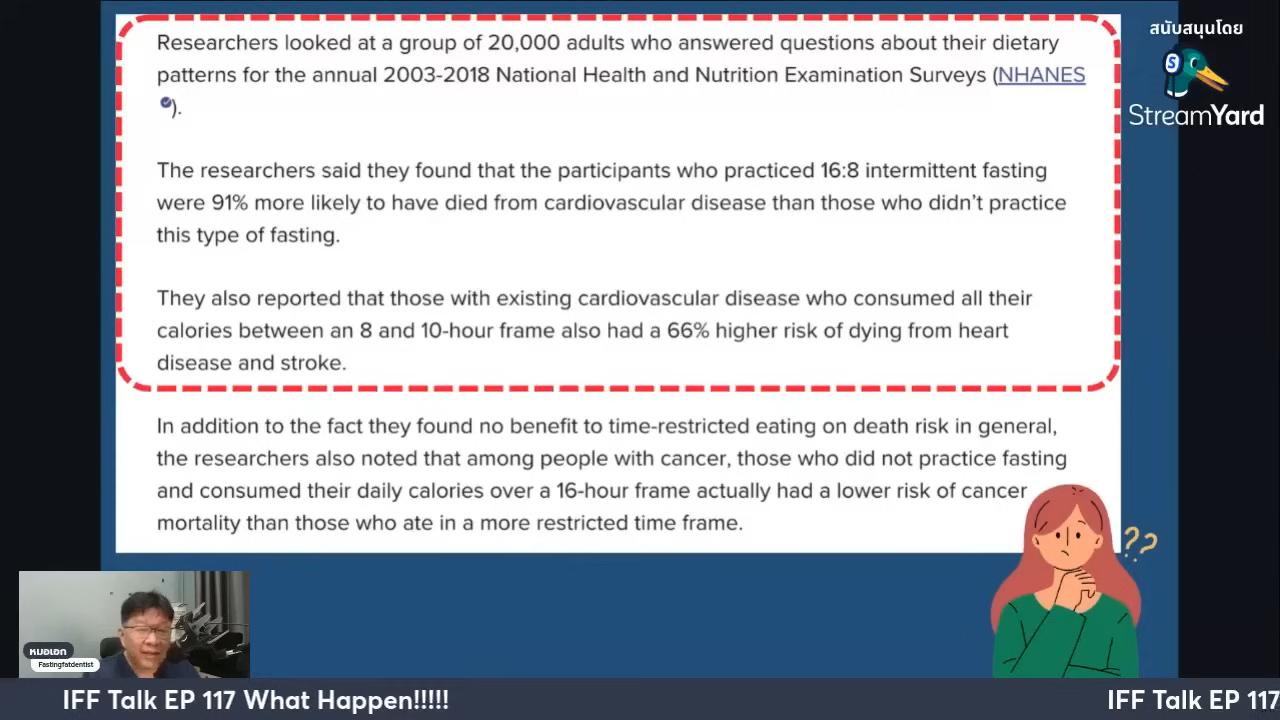 Researchers looked at a group of 20,000 adults who answered questions about their dietary
patterns for the annual 2003-2018 National Health and Nutrition Examination Surveys (NHANES
).
The researchers said they found that the participants who practiced 16:8 intermittent fasting
were 91% more likely to have died from cardiovascular disease than those who didn't practice
this type of fasting.
They also reported that those with existing cardiovascular disease who consumed all their
calories between an 8 and 10-hour frame also had a 66% higher risk of dying from heart
disease and stroke.
In addition to the fact they found no benefit to time-restricted eating on death risk in general,
the researchers also noted that among people with cancer, those who did not practice fasting
and consumed their daily calories over a 16-hour frame actually had a lower risk of cancer
mortality than those who ate in a more restricted time frame.
สนับสนุนโดย
S
StreamYard
??
หมอเอก
Fastingfatdentist
IFF Talk EP 117 What Happen!!!!!
IFF Talk EP 117